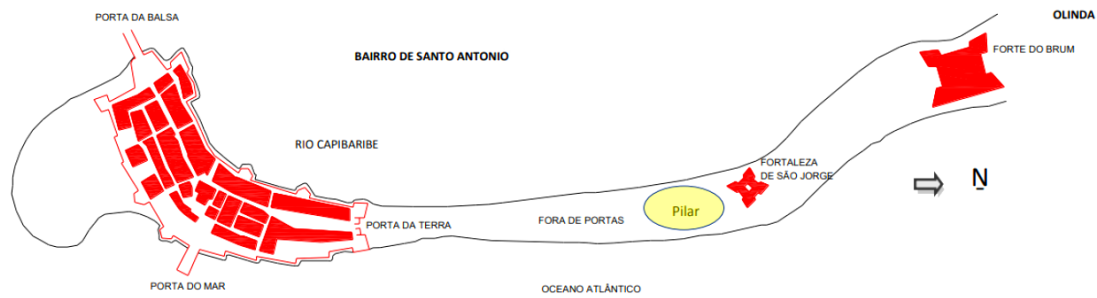 PORTA DA BALSA
OLINDA
FORTE DO BRUM
BAIRRO DE SANTO ANTONIO
RIO CAPIBARIBE
FORTALEZA
DE SÃO JORGE
N
Pilar
FORA DE PORTAS
PORTA DA TERRA
PORTA DO MAR
OCEANO ATLÂNTICO